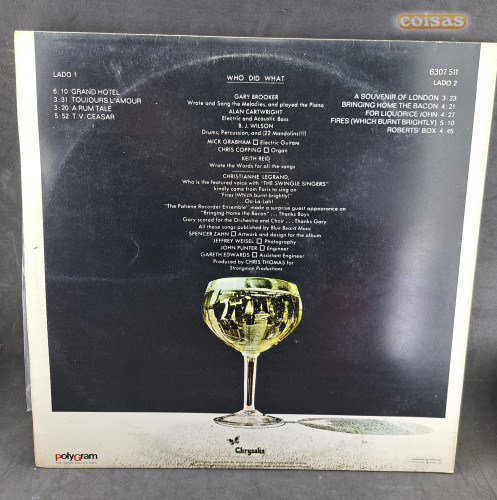 coisas
LADO 1
6:10 GRAND HOTEL
3:31 TOUJOURS L'AMOUR
3:20 A RUM TALE
5:52 T.V. CEASAR
WHO DID WHAT
GARY BROOKER
Wrote and Song the Melodies, and played the Piano
ALAN CARTWRIGHT
Electric and Acoustic Bass
B. J. WILSON
Drums, Percussion, and (22 Mandolins!!!)
MICK GRABHAM □ Electric Guitars
CHRIS COPPING □ Organ
KEITH REID
Wrote the Words for all the songs
CHRISTIANNE LEGRAND,
Who is the featured voice with "THE SWINGLE SINGERS"
kindly came from Paris to sing on
"Fires (Which burnt brightly)"
Oo-La-Lah!
"The Pahene Recorder Ensemble" made a surprise guest appearance on
"Bringing Home the Bacon" . . . Thanks Boys
Gary scored for the Orchestra and Choir . . . Thanks Gary
All these songs published by Blue Beard Music
SPENCER ZAHN □ Artwork and design for the album
JEFFREY WEISEL □ Photography
JOHN PUNTER □ Engineer
GARETH EDWARDS □ Assistant Engineer
Produced by CHRIS THOMAS for
Strongman Productions
6307 511
LADO 2
A SOUVENIR OF LONDON 3:23
BRINGING HOME THE BACON 4:21
FOR LIQUORICE JOHN 4:27
FIRES (WHICH BURNT BRIGHTLY) 5:10
ROBERTS' BOX 4:45
polyGram
Chrysalis